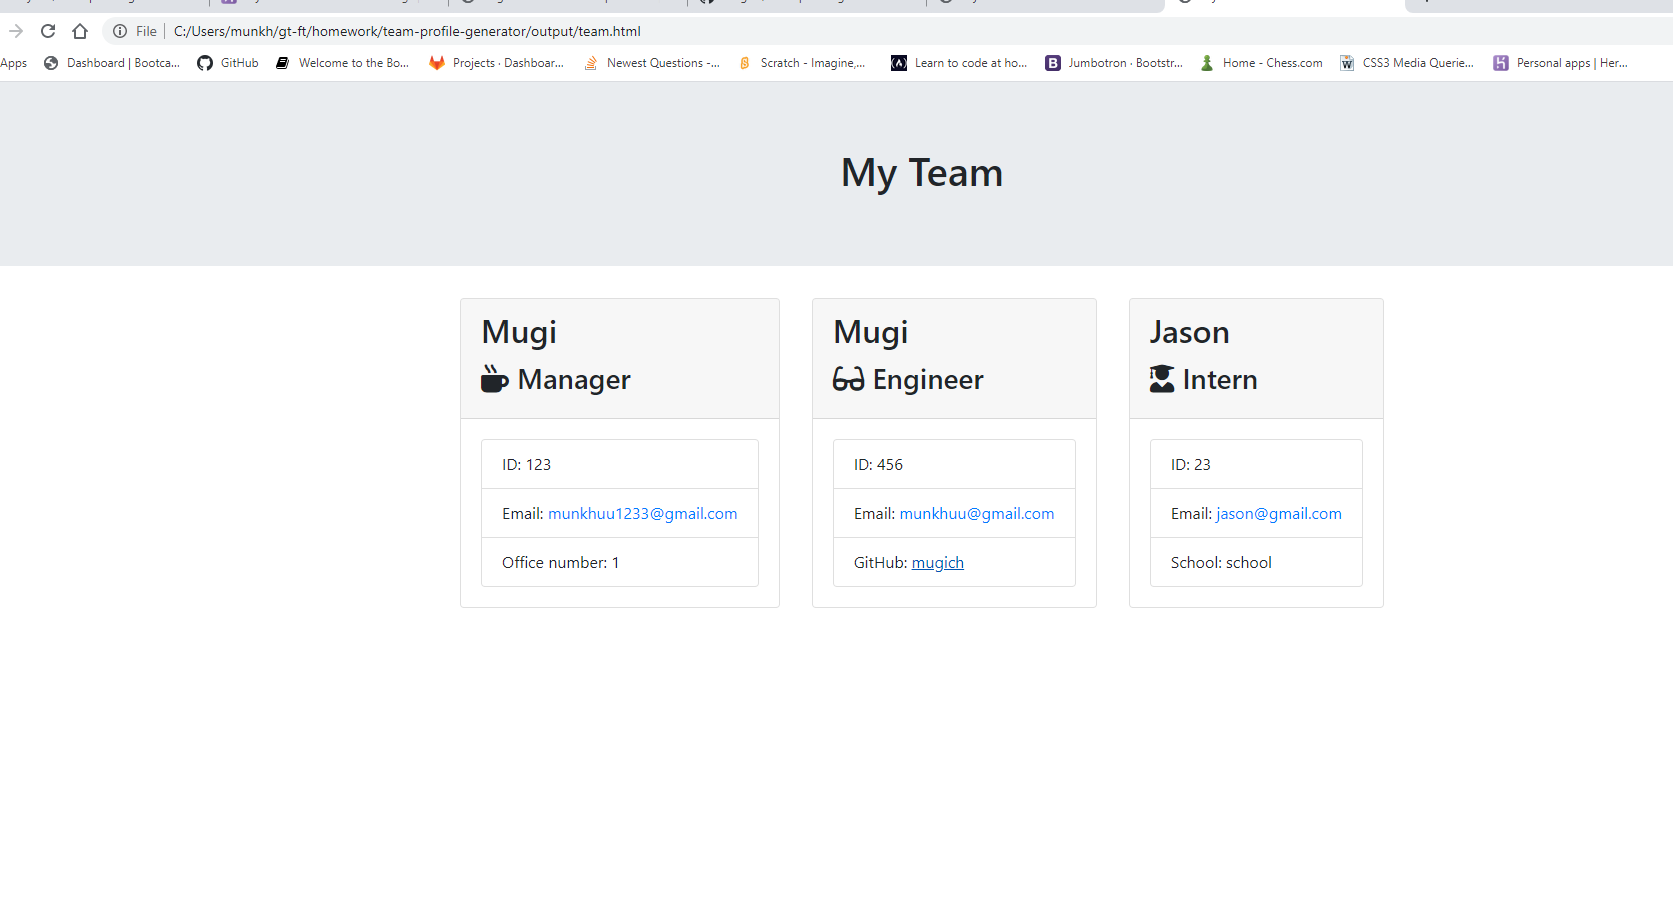 File C:/Users/munkh/gt-ft/homework/team-profile-generator/output/team.html
Apps Dashboard | Bootca... GitHub Welcome to the Bo... Projects · Dashboar... Newest Questions -... Scratch - Imagine,... Learn to code at ho... Jumbotron · Bootstr... Home - Chess.com CSS3 Media Querie... Personal apps | Her...
My Team
Mugi
Manager
ID: 123
Email: munkhuu1233@gmail.com
Office number: 1
Mugi
Engineer
ID: 456
Email: munkhuu@gmail.com
GitHub: mugich
Jason
Intern
ID: 23
Email: jason@gmail.com
School: school